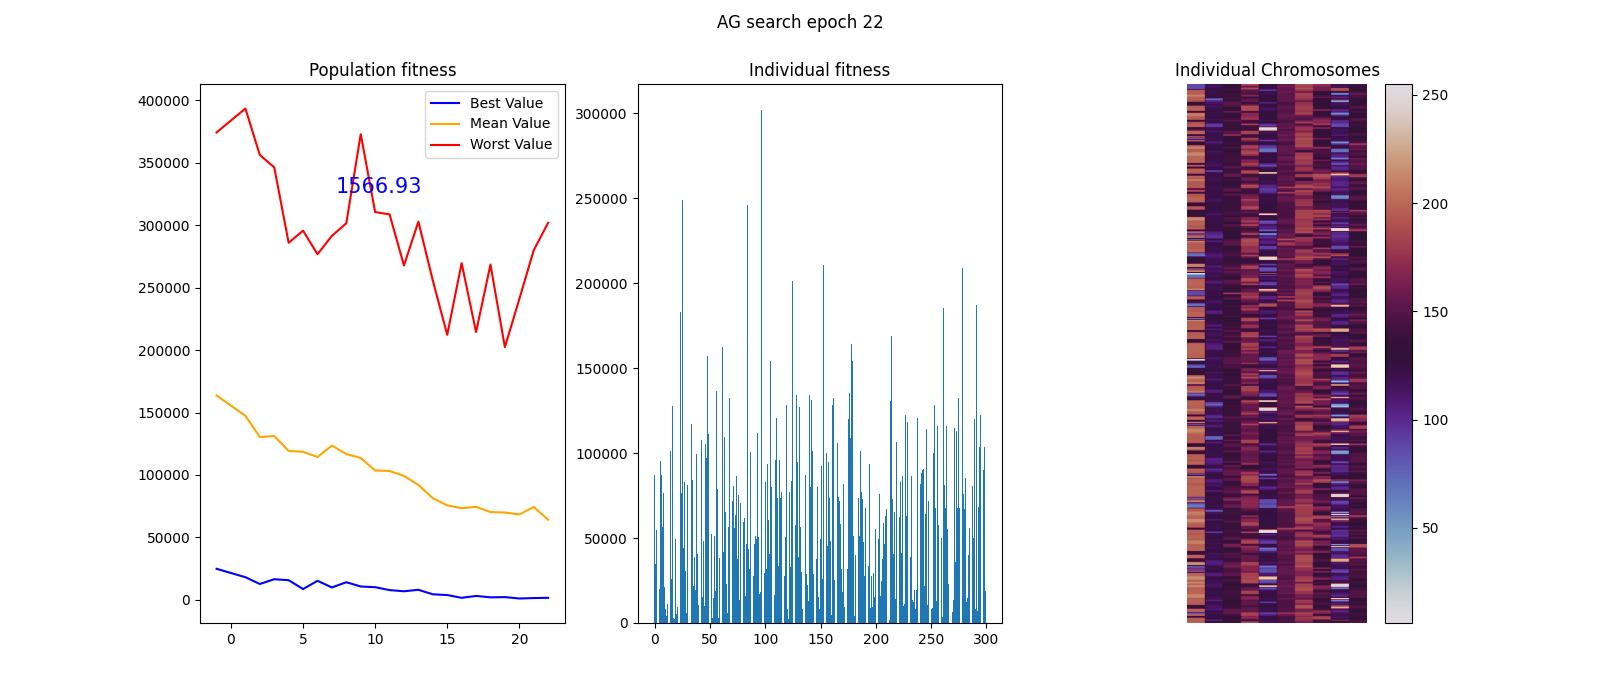 AG search epoch 22
Population fitness
400000
350000
300000
250000
200000
150000
100000
50000
0
0 5 10 15 20
Best Value
Mean Value
Worst Value
1566.93
Individual fitness
300000
250000
200000
150000
100000
50000
0
0 50 100 150 200 250 300
Individual Chromosomes
250
200
150
100
50